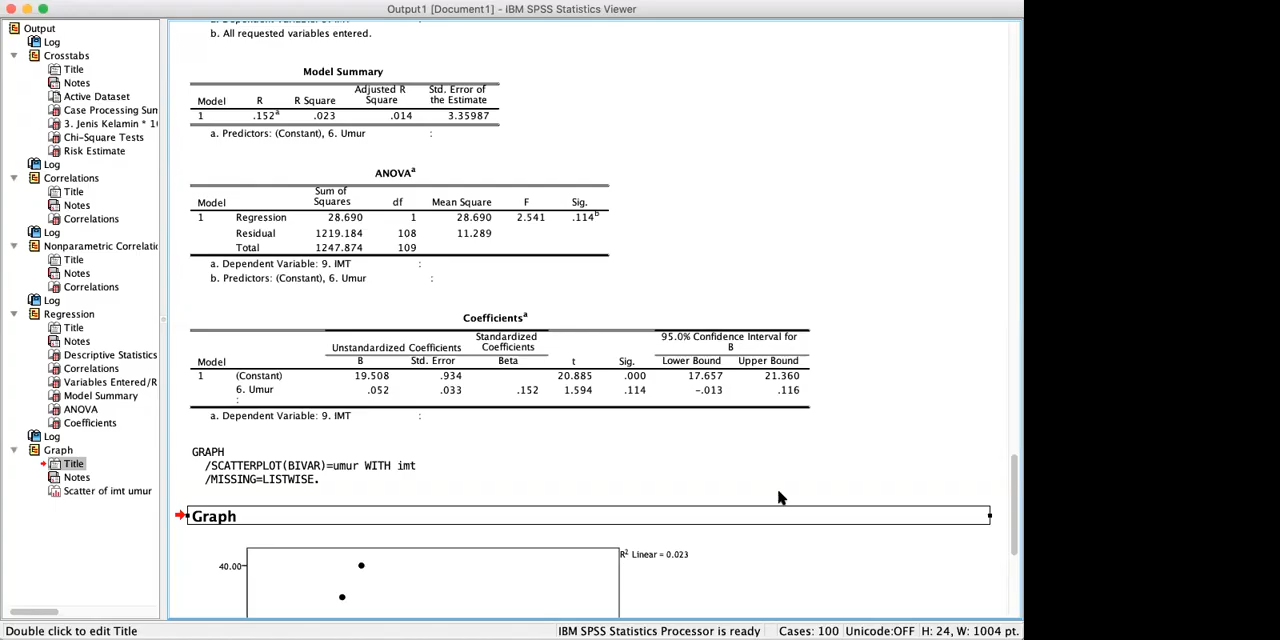 Output1 [Document1] - IBM SPSS Statistics Viewer
Output
Log
Crosstabs
Title
Notes
Active Dataset
Case Processing Sum
3. Jenis Kelamin * 1
Chi-Square Tests
Risk Estimate
Log
Correlations
Title
Notes
Correlations
Log
Nonparametric Correlati
Title
Notes
Correlations
Log
Regression
Title
Notes
Descriptive Statistics
Correlations
Variables Entered/R
Model Summary
ANOVA
Coefficients
Log
Graph
Title
Notes
Scatter of imt umur
b. All requested variables entered.
Model Summary
Model R R Square Adjusted R Square Std. Error of the Estimate
1 .152a .023 .014 3.35987
a. Predictors: (Constant), 6. Umur :
ANOVAa
Model Sum of Squares df Mean Square F Sig.
1 Regression 28.690 1 28.690 2.541 .114b
Residual 1219.184 108 11.289
Total 1247.874 109
a. Dependent Variable: 9. IMT :
b. Predictors: (Constant), 6. Umur :
Coefficientsa
Unstandardized Coefficients Standardized Coefficients 95.0% Confidence Interval for B
Model B Std. Error Beta t Sig. Lower Bound Upper Bound
1 (Constant) 19.508 .934 20.885 .000 17.657 21.360
6. Umur : .052 .033 .152 1.594 .114 -.013 .116
a. Dependent Variable: 9. IMT :
GRAPH
/SCATTERPLOT(BIVAR)=umur WITH imt
/MISSING=LISTWISE.
Graph
R2 Linear = 0.023
40.00
Double click to edit Title
IBM SPSS Statistics Processor is ready
Cases: 100 Unicode:OFF H: 24, W: 1004 pt.